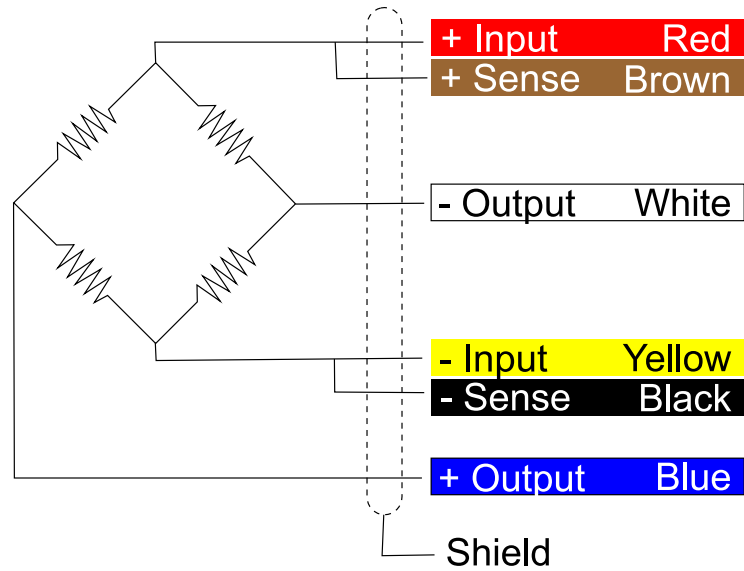 + Input Red
+ Sense Brown
- Output White
- Input Yellow
- Sense Black
+ Output Blue
Shield